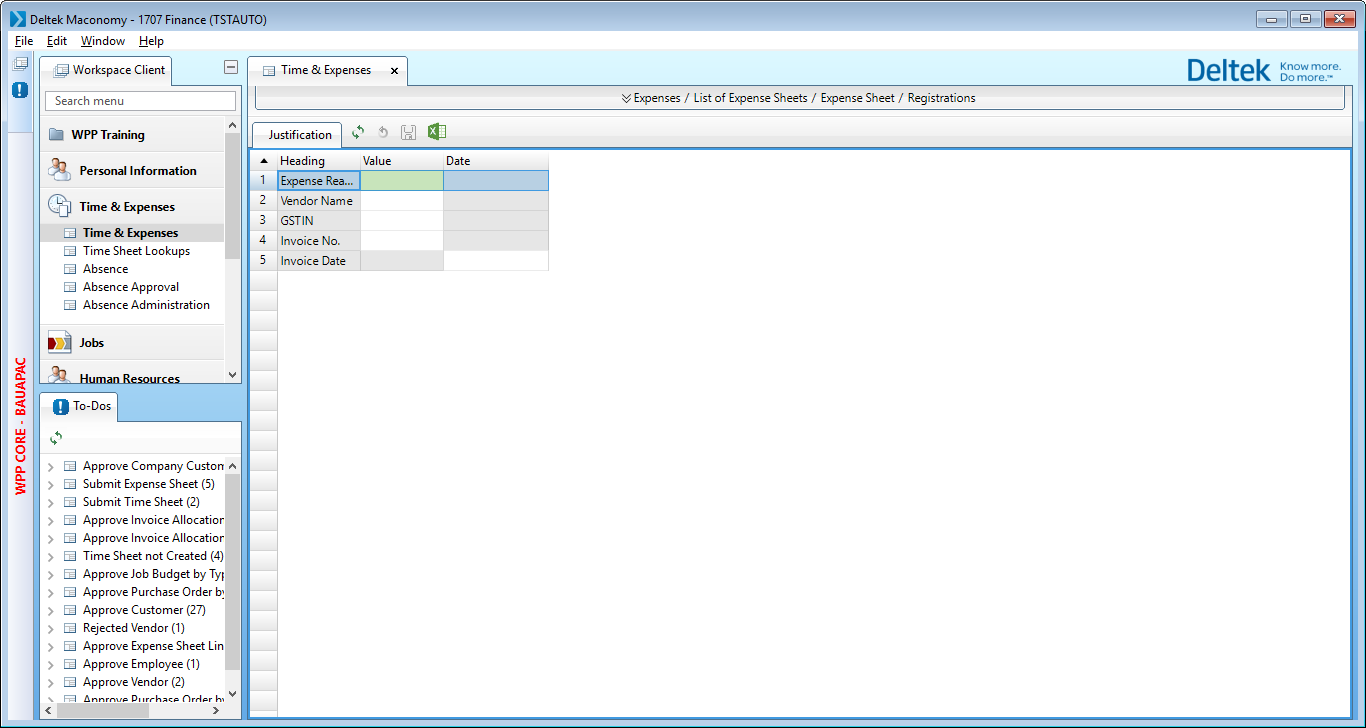 Deltek Maconomy - 1707 Finance (TSTAUTO)
File Edit Window Help
Workspace Client
Search menu
WPP Training
Personal Information
Time & Expenses
Time & Expenses
Time Sheet Lookups
Absence
Absence Approval
Absence Administration
Jobs
Human Resources
WPP CORE - BAUAPAC
To-Dos
Approve Company Custom
Submit Expense Sheet (5)
Submit Time Sheet (2)
Approve Invoice Allocation
Approve Invoice Allocation
Time Sheet not Created (4)
Approve Job Budget by Typ
Approve Purchase Order by
Approve Customer (27)
Rejected Vendor (1)
Approve Expense Sheet Lin
Approve Employee (1)
Approve Vendor (2)
Approve Purchase Order by
Time & Expenses
Deltek Know more.
Do more.™
Expenses / List of Expense Sheets / Expense Sheet / Registrations
Justification
Heading Value Date
1 Expense Rea...
2 Vendor Name
3 GSTIN
4 Invoice No.
5 Invoice Date